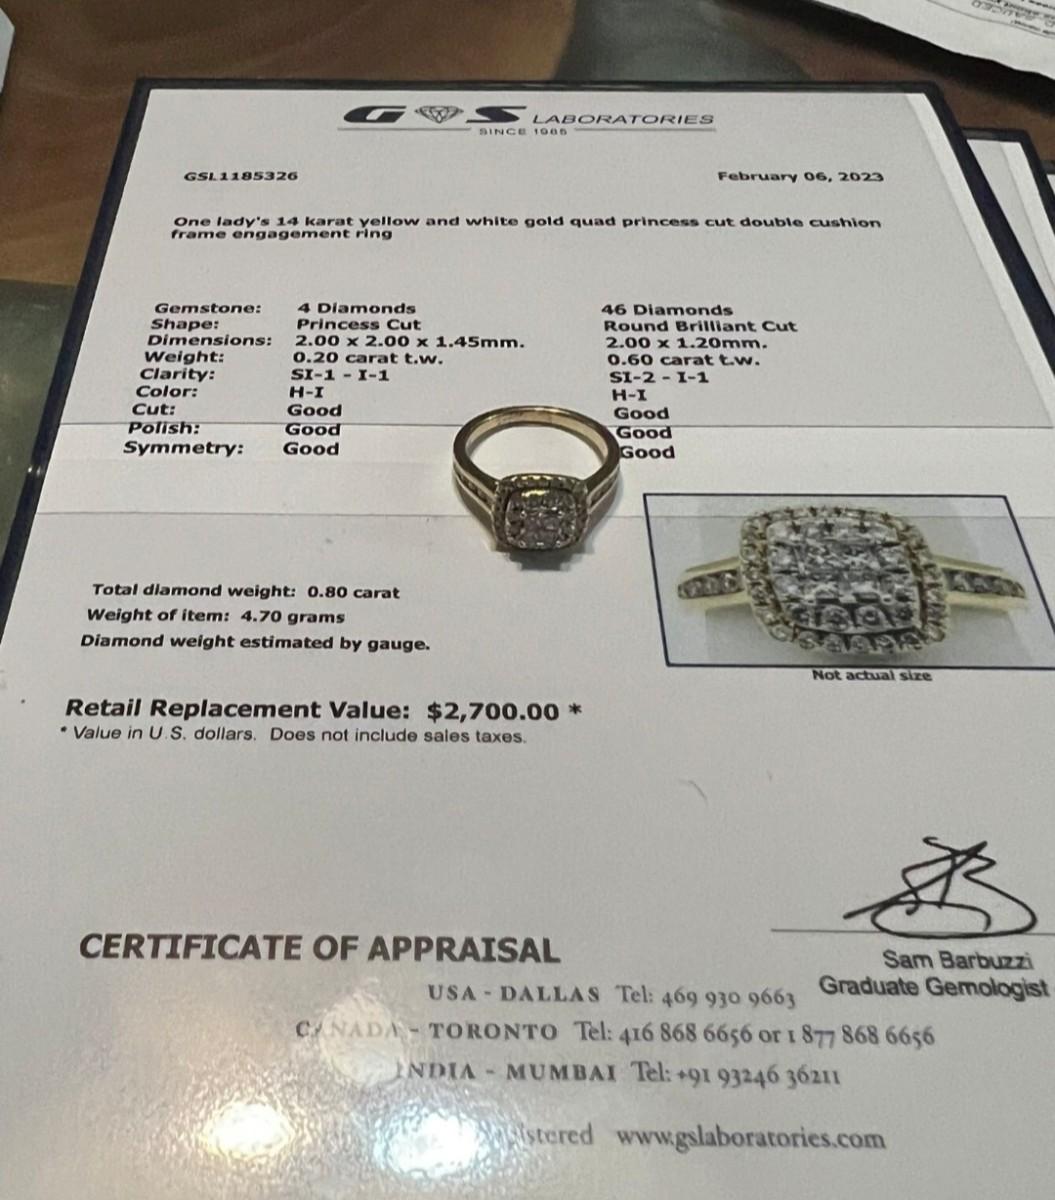 GS LABORATORIES
SINCE 1985
GSL1185326 February 06, 2023
One lady's 14 karat yellow and white gold quad princess cut double cushion
frame engagement ring
Gemstone: 4 Diamonds 46 Diamonds
Shape: Princess Cut Round Brilliant Cut
Dimensions: 2.00 x 2.00 x 1.45mm. 2.00 x 1.20mm.
Weight: 0.20 carat t.w. 0.60 carat t.w.
Clarity: SI-1 - I-1 SI-2 - I-1
Color: H-I H-I
Cut: Good Good
Polish: Good Good
Symmetry: Good Good
Total diamond weight: 0.80 carat
Weight of item: 4.70 grams
Diamond weight estimated by gauge.
Not actual size
Retail Replacement Value: $2,700.00 *
* Value in U.S. dollars. Does not include sales taxes.
CERTIFICATE OF APPRAISAL
Sam Barbuzzi
Graduate Gemologist
USA - DALLAS Tel: 469 930 9663
CANADA - TORONTO Tel: 416 868 6656 or 1 877 868 6656
INDIA - MUMBAI Tel: +91 93246 36211
www.gslaboratories.com